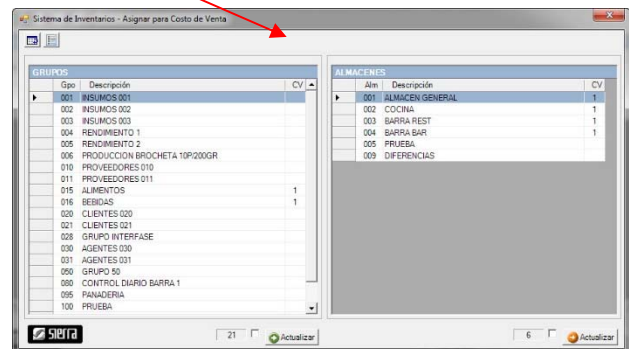 Sistema de Inventarios - Asignar para Costo de Venta
GRUPOS
Gpo Descripción CV
001 INSUMOS 001
002 INSUMOS 002
003 INSUMOS 003
004 RENDIMIENTO 1
005 RENDIMIENTO 2
006 PRODUCCION BROCHETA 10P/200GR
010 PROVEEDORES 010
011 PROVEEDORES 011
015 ALIMENTOS 1
016 BEBIDAS 1
020 CLIENTES 020
021 CLIENTES 021
028 GRUPO INTERFASE
030 AGENTES 030
031 AGENTES 031
050 GRUPO 50
080 CONTROL DIARIO BARRA 1
095 PANADERIA
100 PRUEBA
21 Actualizar
ALMACENES
Alm Descripción CV
001 ALMACEN GENERAL 1
002 COCINA 1
003 BARRA REST 1
004 BARRA BAR 1
005 PRUEBA
009 DIFERENCIAS
6 Actualizar
sierra